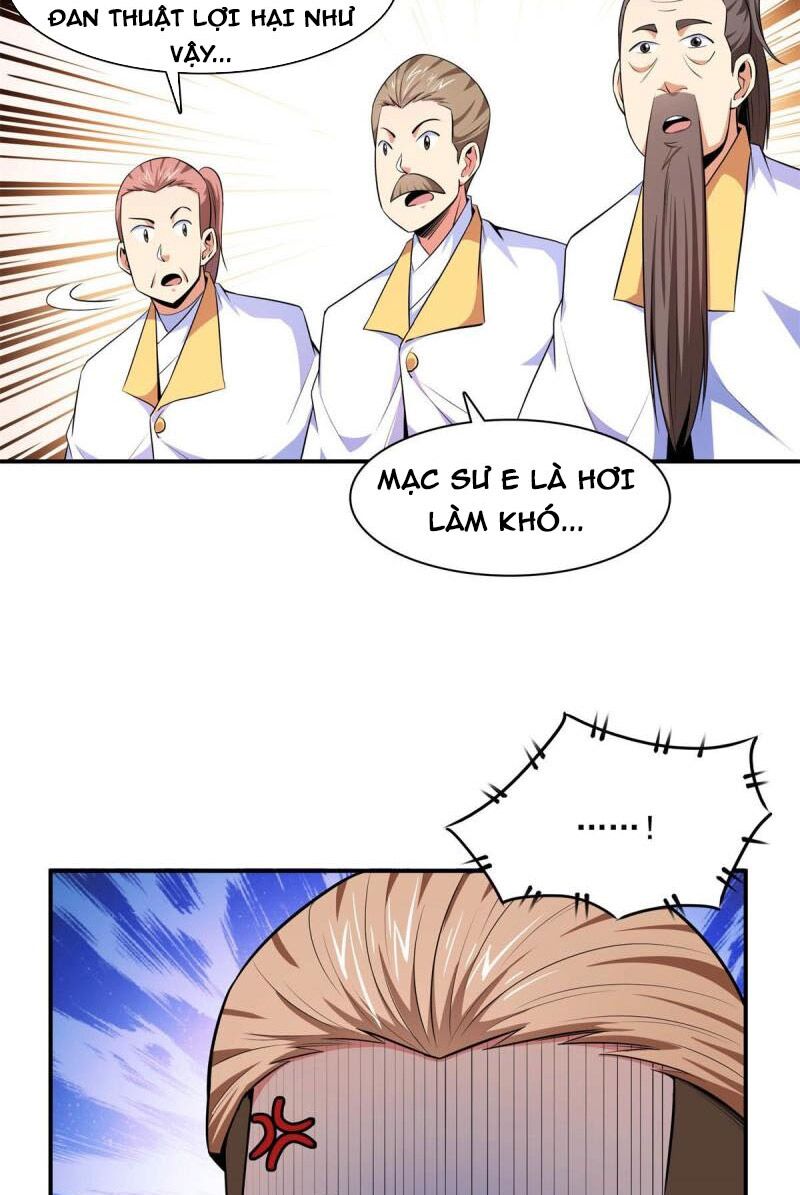 ĐAN THUẬT LỢI HẠI NHƯ
VẬY...
MẠC SƯ E LÀ HƠI
LÀM KHÓ...
......!